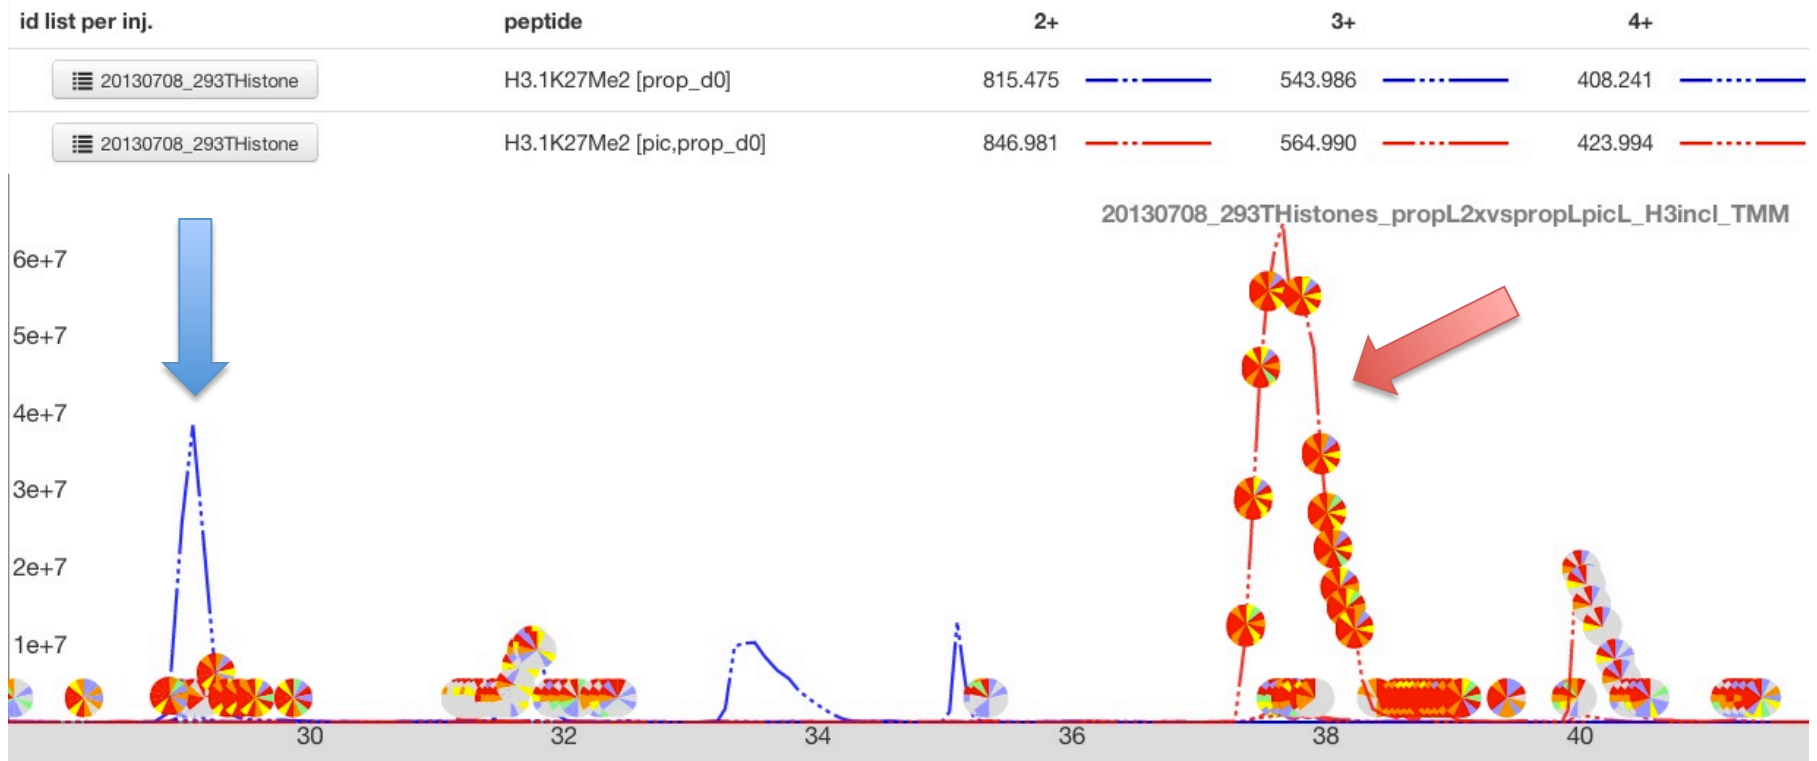 id list per inj. peptide 2+ 3+ 4+
20130708_293THistone H3.1K27Me2 [prop_d0] 815.475 543.986 408.241
20130708_293THistone H3.1K27Me2 [pic,prop_d0] 846.981 564.990 423.994
20130708_293THistones_propL2xvspropLpicL_H3incl_TMM
6e+7
5e+7
4e+7
3e+7
2e+7
1e+7
30 32 34 36 38 40